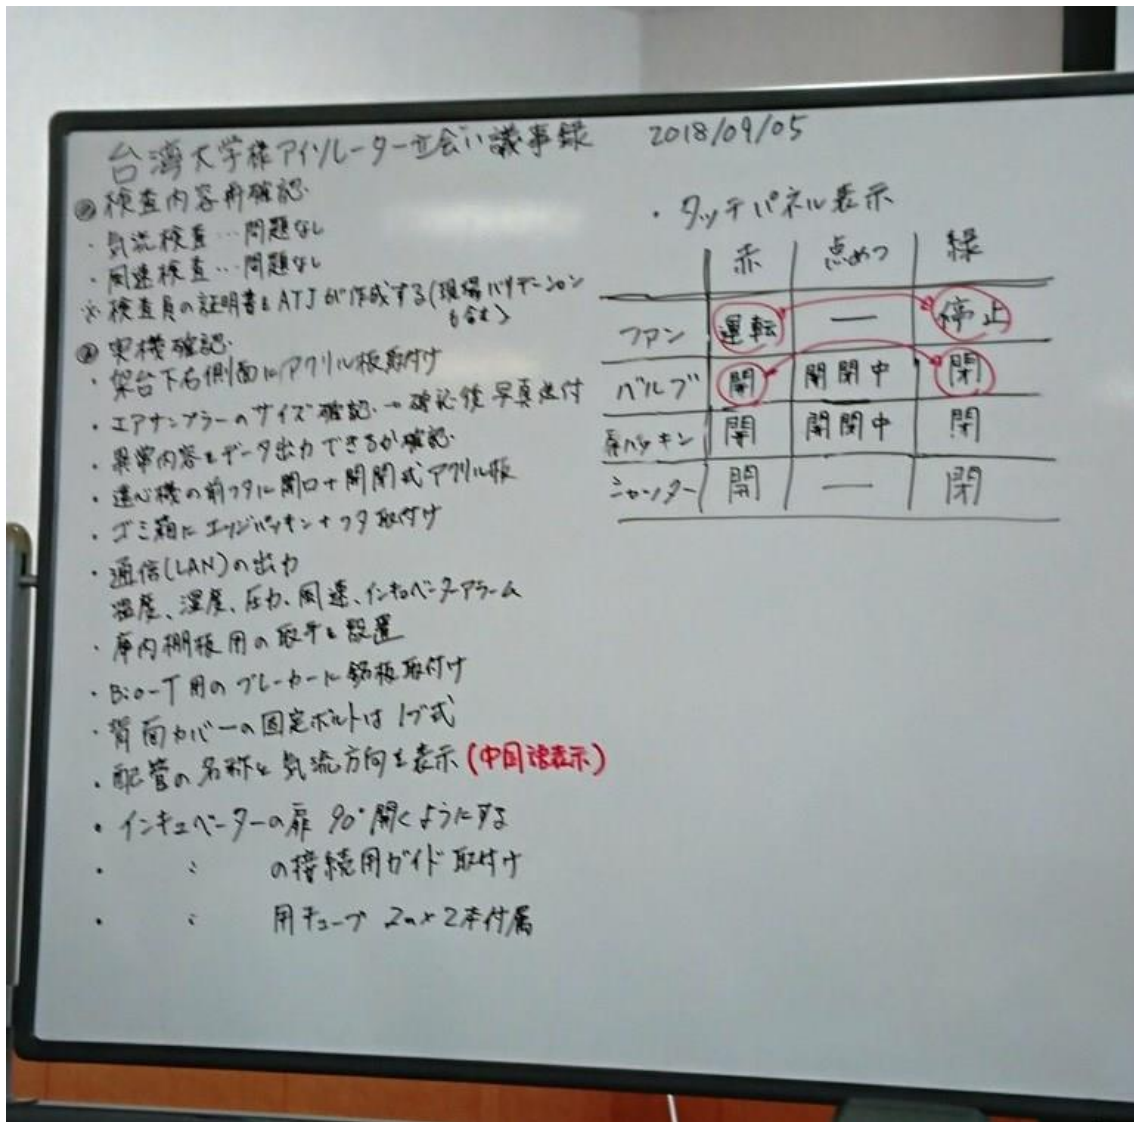 台湾大学様アイソレーター立会い議事録 2018/09/05
検査内容再確認
・気流検査…問題なし
・風速検査…問題なし
※検査員の証明書をATJが作成する(現場バリデーション
も含む)
実機確認
・架台下右側面にアクリル板取付け
・エアサンプラーのサイズ確認→確認後写真送付
・異常内容をデータ出力できるか確認
・遠心機の前フタに開口+開閉式アクリル板
・ゴミ箱にエッジパッキン+フタ取付け
・通信(LAN)の出力
温度、湿度、圧力、風速、インキュベータアラーム
・庫内棚板用の取手を設置
・Bio-T用のブレーカーに銘板取付け
・背面カバーの固定ボルトは
・配管の名称と気流方向を表示(中国語表示)
・インキュベーターの扉 90°開くようにする
・ 〃 の接続用ガイド取付け
・ 〃 用チューブ 2m×2本付属
・タッチパネル表示
赤 点めつ 緑
ファン 運転 ― 停止
バルブ 開 開閉中 閉
扉パッキン 開 開閉中 閉
シャッター 開 ― 閉